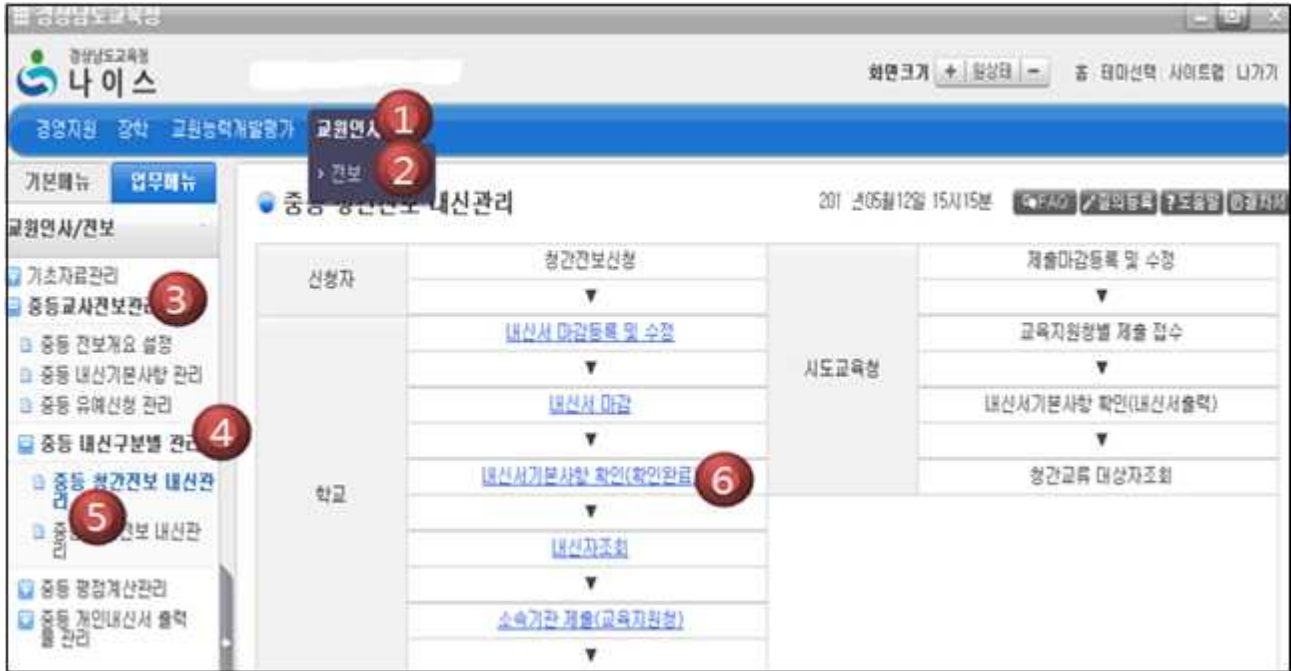 경상남도교육청
경상남도교육청
나이스
화면크기 + 원상태 - 홈 테마선택 사이트맵 나가기
경영지원 장학 교원능력개발평가 교원인사 1
› 전보 2
기본메뉴 업무메뉴
중등 내신관리
201 년05월12일 15시15분 FAQ 질의등록 ?도움말
교원인사/전보
기초자료관리
중등교사전보관 3
중등 전보개요 설정
중등 내신기본사항 관리
중등 유예신청 관리
중등 내신구분별 관리 4
중등 청간전보 내신관
리
5
전보 내신관
리
중등 평정계산관리
중등 개인내신서 출력
물 관리
신청자
청간전보신청
▼
학교
내신서 마감등록 및 수정
▼
내신서 마감
▼
내신서기본사항 확인(확인완료) 6
▼
내신자조회
▼
소속기관 제출(교육지원청)
▼
시도교육청
제출마감등록 및 수정
▼
교육지원청별 제출 접수
▼
내신서기본사항 확인(내신서출력)
▼
청간교류 대상자조회